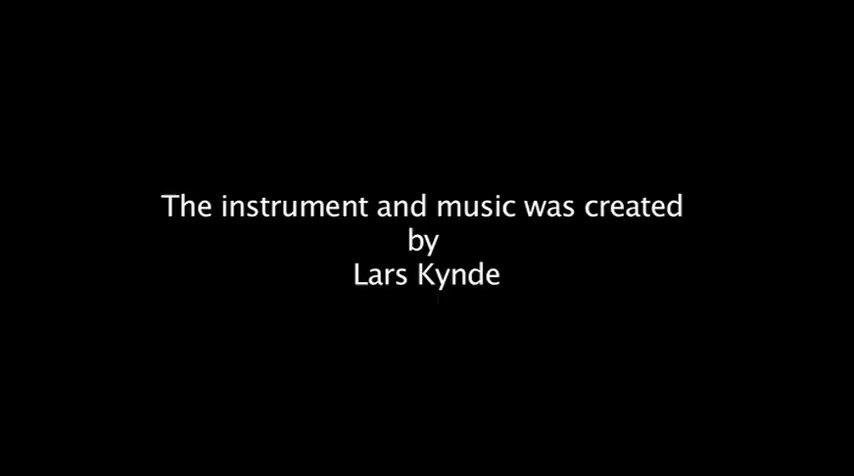 The instrument and music was created
by
Lars Kynde